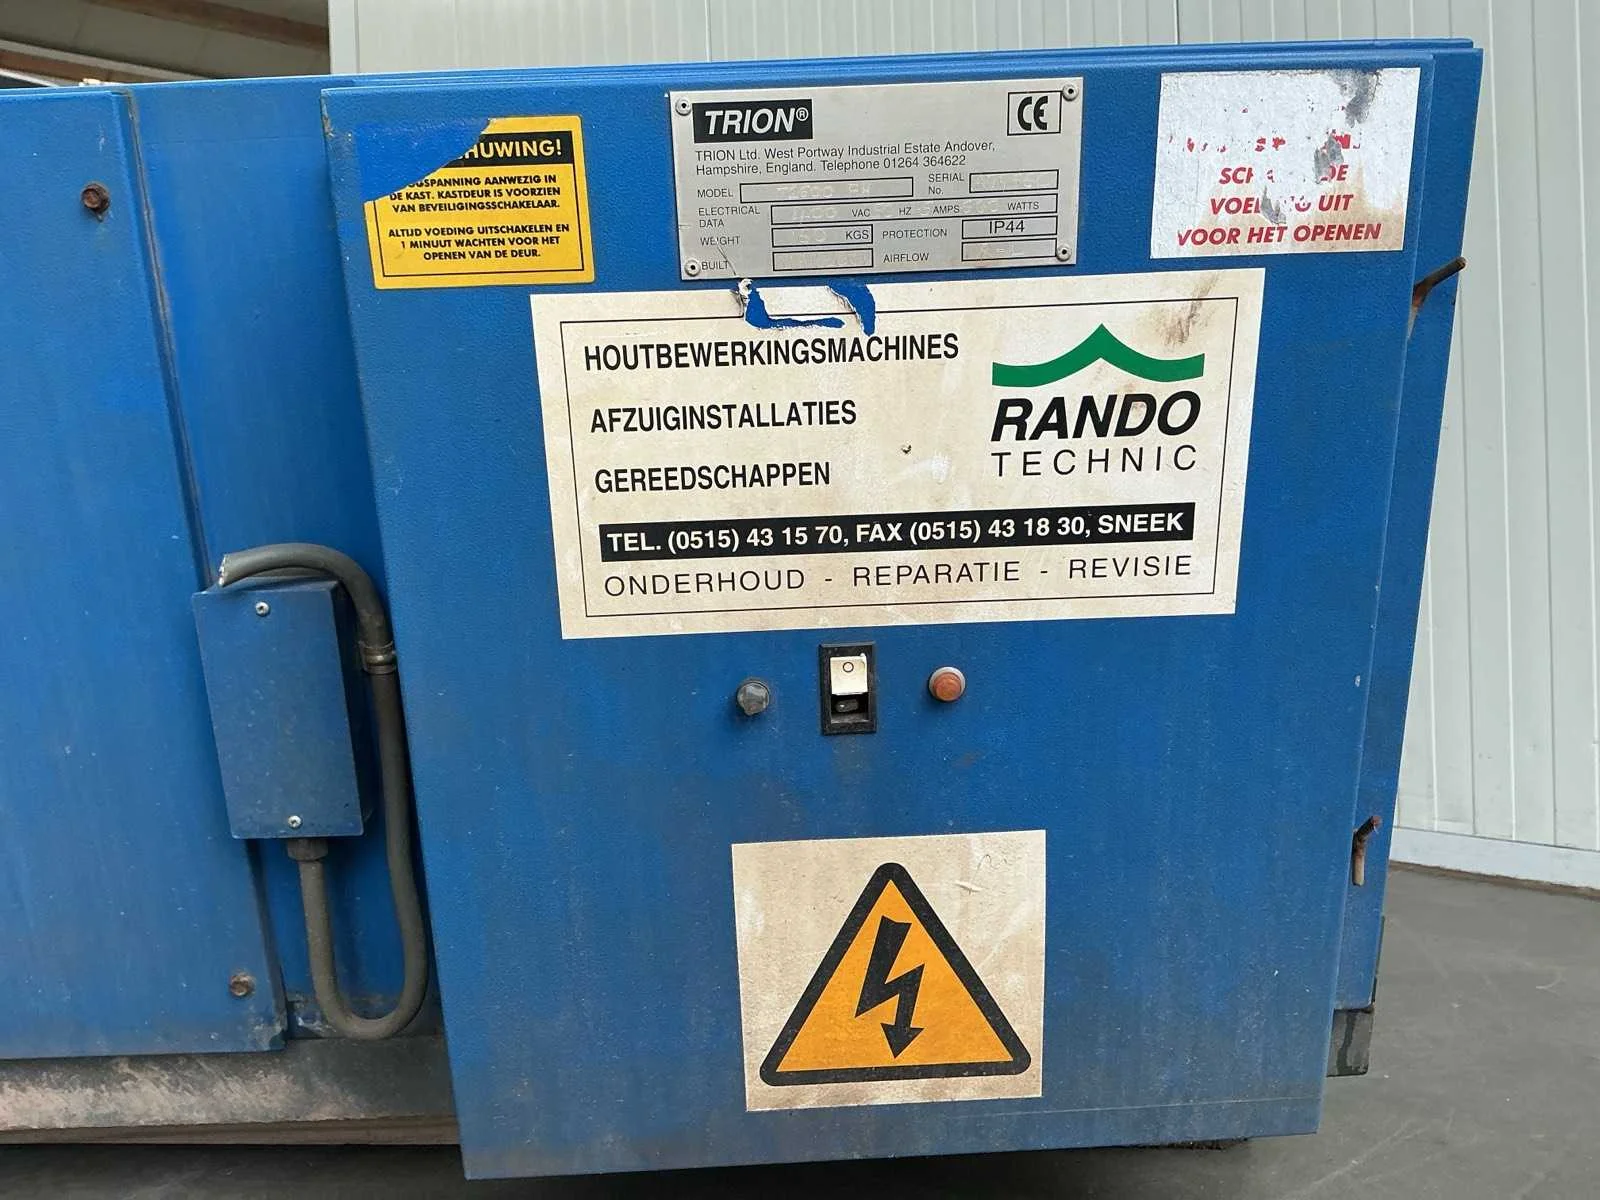 HUWING!
GSPANNING AANWEZIG IN
DE KAST. KASTDEUR IS VOORZIEN
VAN BEVEILIGINGSSCHAKELAAR.
ALTIJD VOEDING UITSCHAKELEN EN
1 MINUUT WACHTEN VOOR HET
OPENEN VAN DE DEUR.
TRION®
CE
TRION Ltd. West Portway Industrial Estate Andover,
Hampshire, England. Telephone 01264 364622
MODEL
SERIAL No.
ELECTRICAL DATA VAC HZ AMPS WATTS
WEIGHT KGS PROTECTION IP44
BUILT AIRFLOW
UIT
VOOR HET OPENEN
HOUTBEWERKINGSMACHINES
AFZUIGINSTALLATIES
GEREEDSCHAPPEN
RANDO
TECHNIC
TEL. (0515) 43 15 70, FAX (0515) 43 18 30, SNEEK
ONDERHOUD - REPARATIE - REVISIE